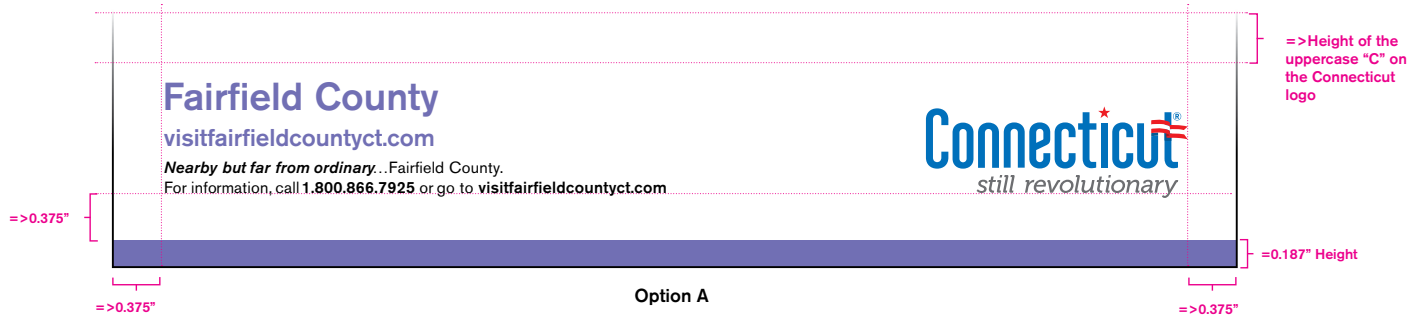 =>Height of the
uppercase “C” on
the Connecticut
logo
Fairfield County
visitfairfieldcountyct.com
Nearby but far from ordinary...Fairfield County.
For information, call 1.800.866.7925 or go to visitfairfieldcountyct.com
Connecticut®
still revolutionary
=>0.375”
=0.187” Height
=>0.375”
Option A
=>0.375”